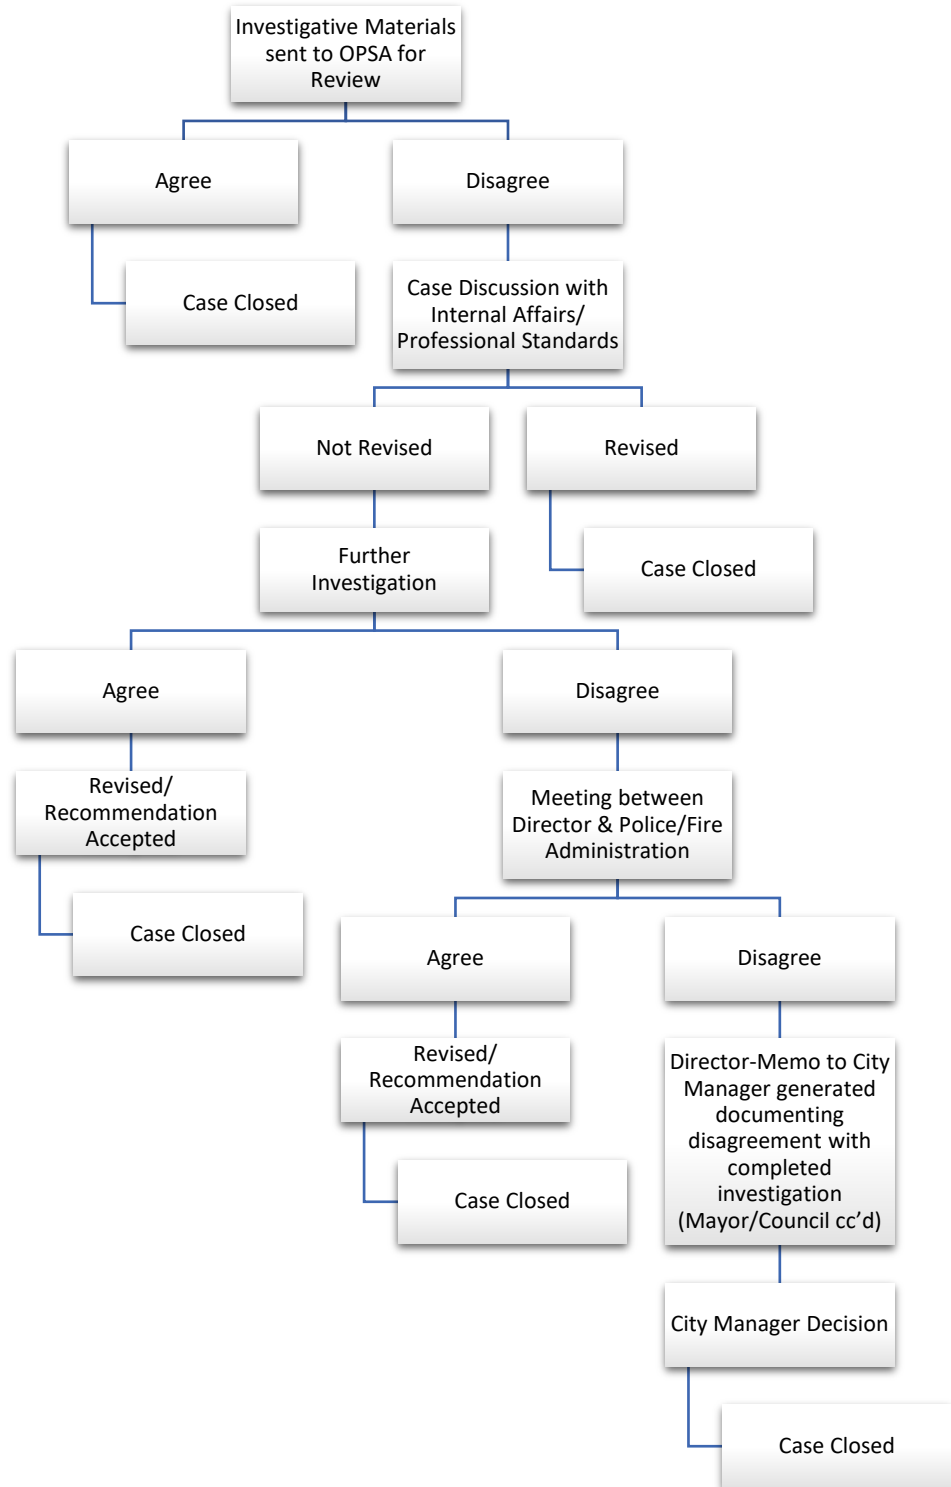 Investigative Materials
sent to OPSA for
Review
Agree
Disagree
Case Closed
Case Discussion with
Internal Affairs/
Professional Standards
Not Revised
Revised
Further
Investigation
Case Closed
Agree
Disagree
Revised/
Recommendation
Accepted
Meeting between
Director & Police/Fire
Administration
Case Closed
Agree
Disagree
Revised/
Recommendation
Accepted
Director-Memo to City
Manager generated
documenting
disagreement with
completed
investigation
(Mayor/Council cc’d)
Case Closed
City Manager Decision
Case Closed